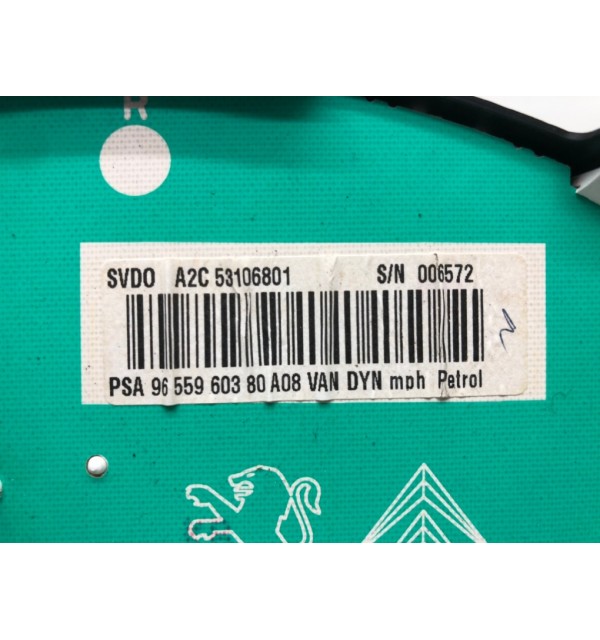 R
SVDO A2C 53106801 S/N 006572
PSA 96 559 603 80 A08 VAN DYN mph Petrol